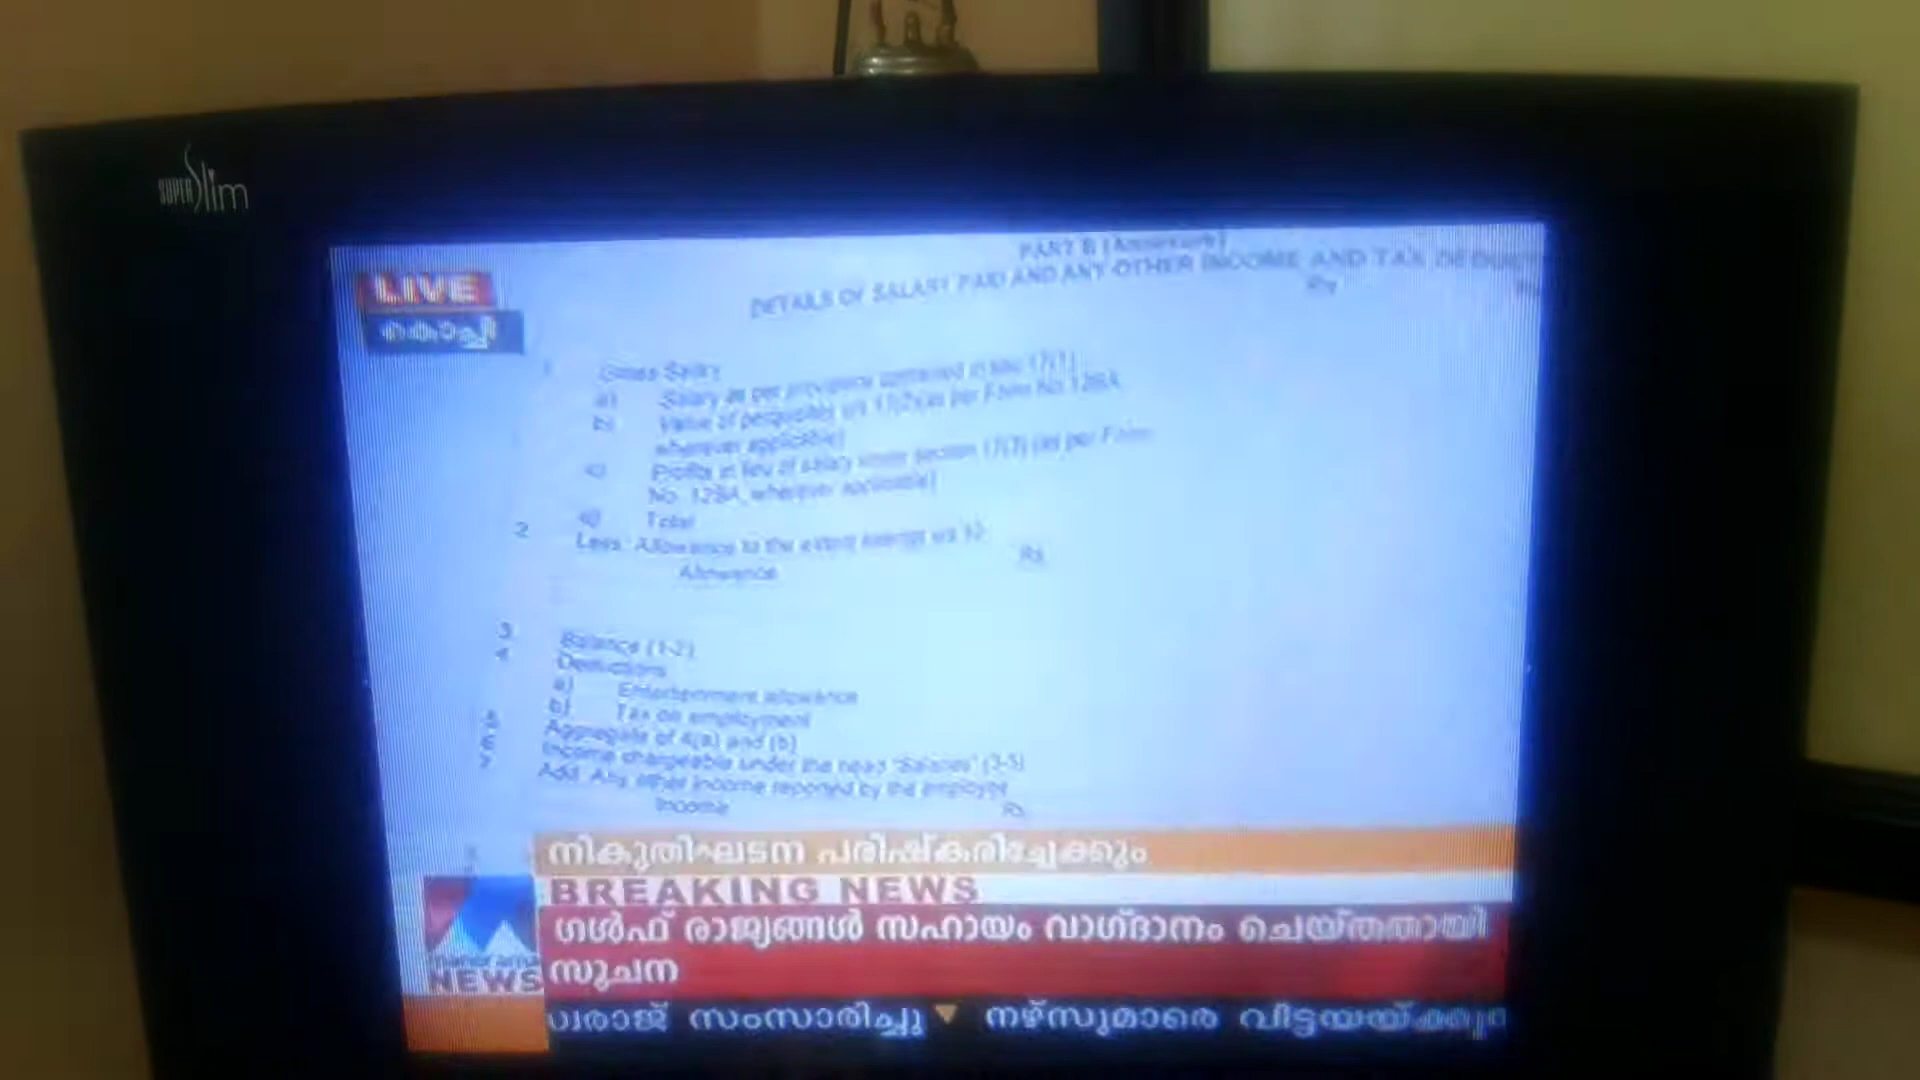 SUPER Slim
PART B (Annexure)
DETAILS OF SALARY PAID AND ANY OTHER INCOME AND TAX DEDUCT
LIVE
കൊച്ചി
Rs
1 Gross Salary
a) Salary as per provisions contained in sec 17(1)
b) Value of perquisites u/s 17(2)(as per Form No.12BA,
wherever applicable)
c) Profits in lieu of salary under section 17(3) (as per Form
No. 12BA, wherever applicable)
d) Total
2 Less: Allowance to the extent exempt u/s 10
Allowance Rs
3 Balance (1-2)
4 Deductions
a) Entertainment allowance
b) Tax on employment
5 Aggregate of 4(a) and (b)
6 Income chargeable under the head "Salaries" (3-5)
7 Add: Any other income reported by the employee
Income Rs
നികുതിഘടന പരിഷ്കരിച്ചേക്കും
BREAKING NEWS
ഗൾഫ് രാജ്യങ്ങൾ സഹായം വാഗ്ദാനം ചെയ്തതായി
സൂചന
manorama
NEWS
സംസാരിച്ചു നഴ്സുമാരെ